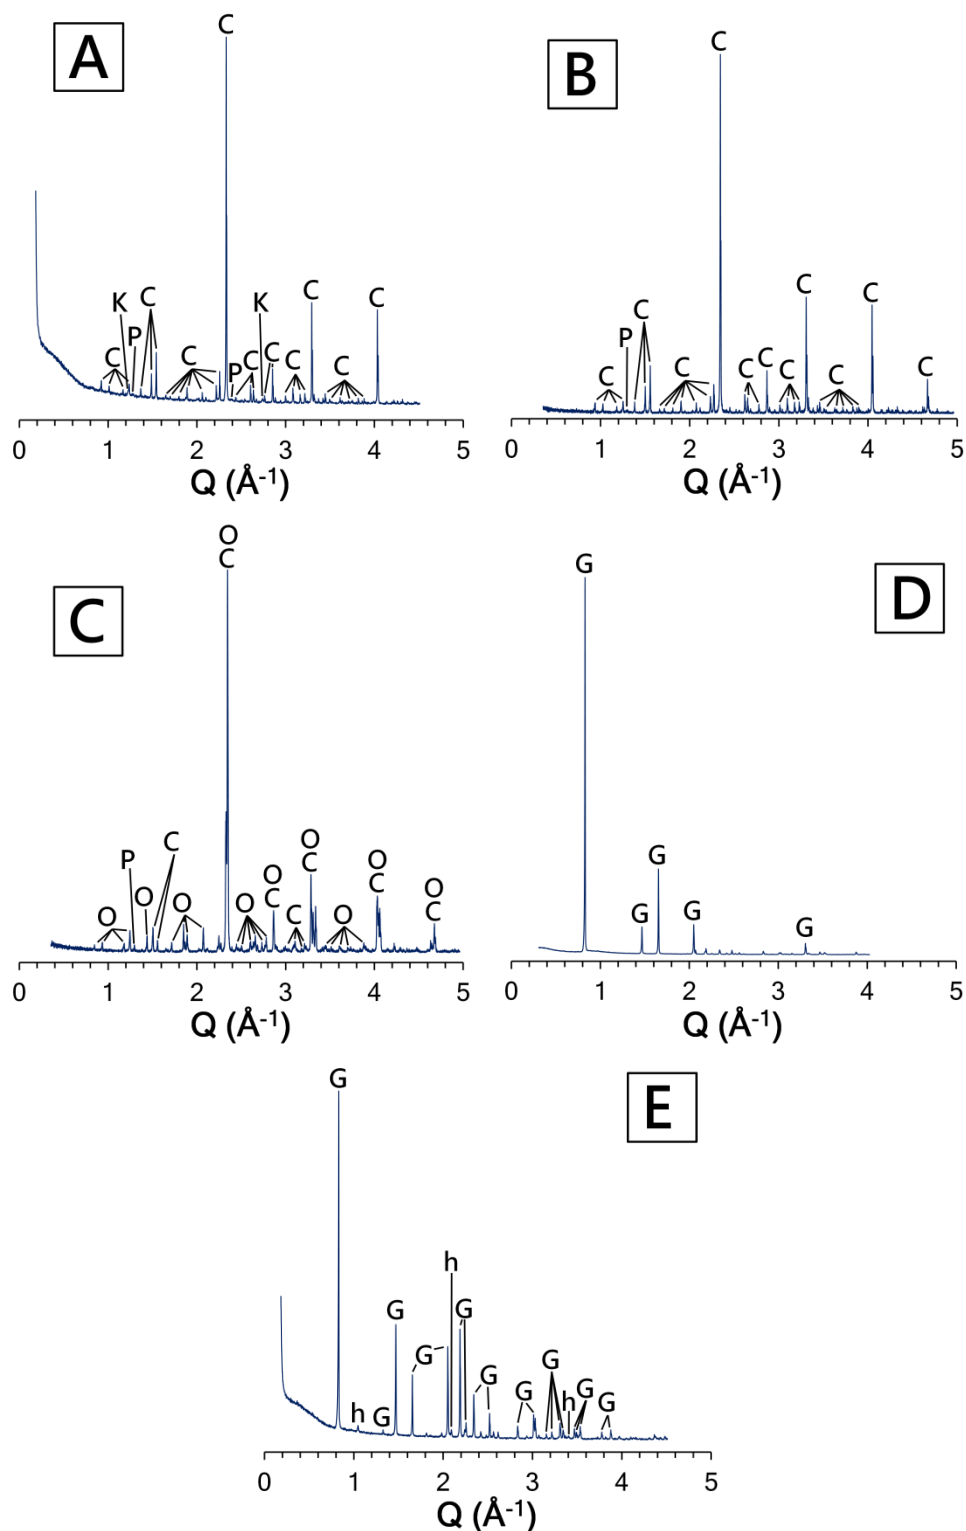 A
C
K C K C C
C P C P C C C C
0 1 2 3 4 5
Q (Å-1)
B
C
C C C
C P C C C C C C
0 1 2 3 4 5
Q (Å-1)
C
O
C
P C O O O O
O O O O C C C O C C
0 1 2 3 4 5
Q (Å-1)
D
G
G G G G
0 1 2 3 4 5
Q (Å-1)
E
G
h
G G
G G G
h G G h G G
0 1 2 3 4 5
Q (Å-1)